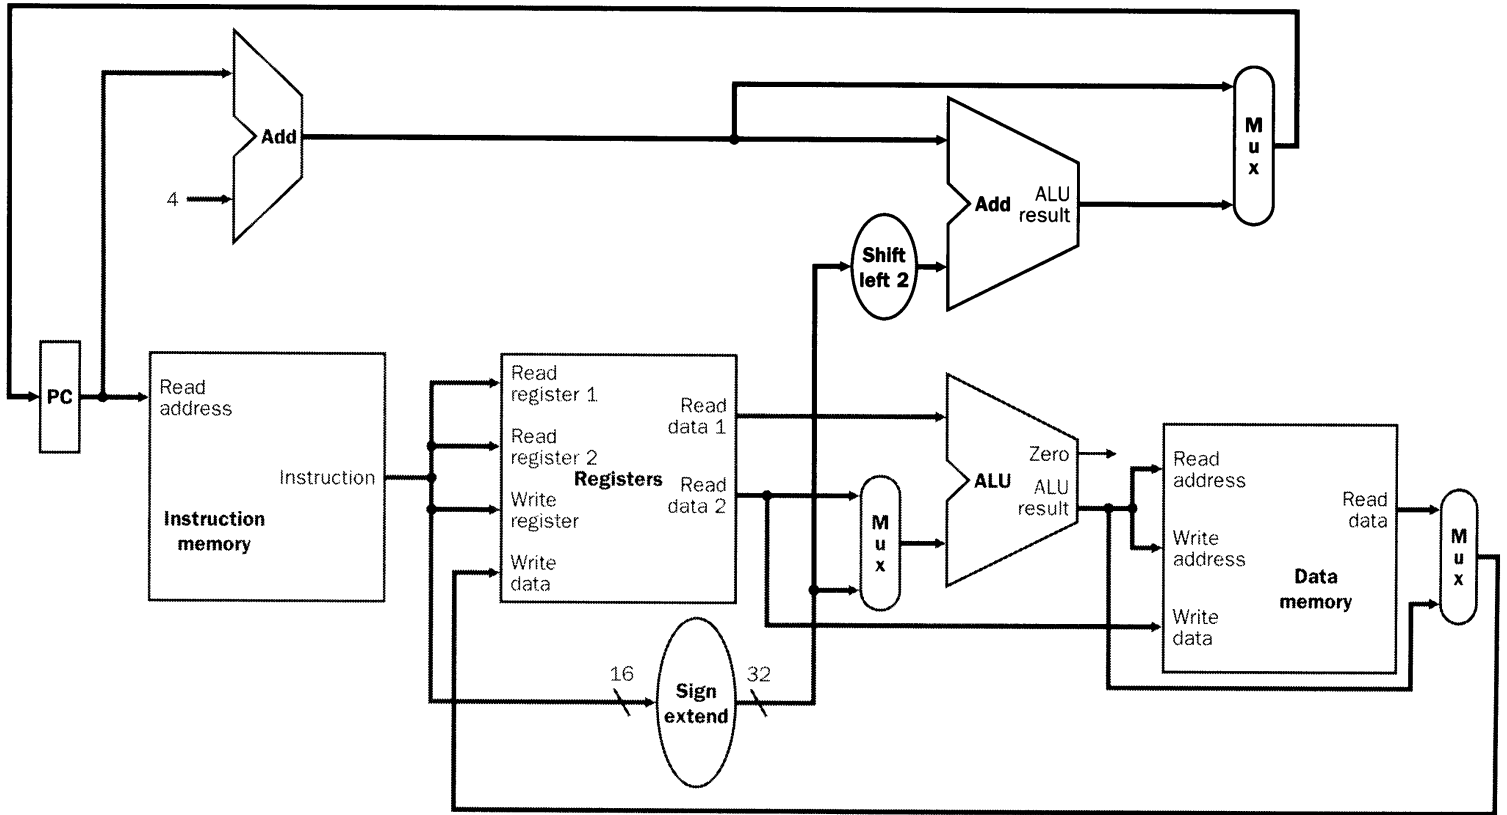 Add
4
M
u
x
Add
ALU
result
Shift
left 2
PC
Read
address
Instruction
Instruction
memory
Read
register 1
Read
register 2
Write
register
Write
data
Registers
Read
data 1
Read
data 2
M
u
x
Zero
ALU
ALU
result
Read
address
Write
address
Write
data
Read
data
Data
memory
M
u
x
16
Sign
extend
32